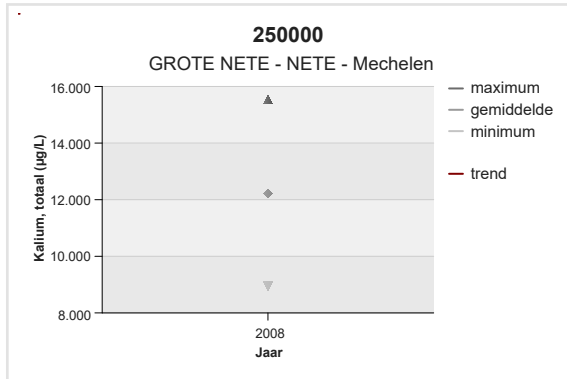 250000
GROTE NETE - NETE - Mechelen
16.000
14.000
12.000
10.000
8.000
Kalium, totaal (µg/L)
2008
Jaar
maximum
gemiddelde
minimum
trend